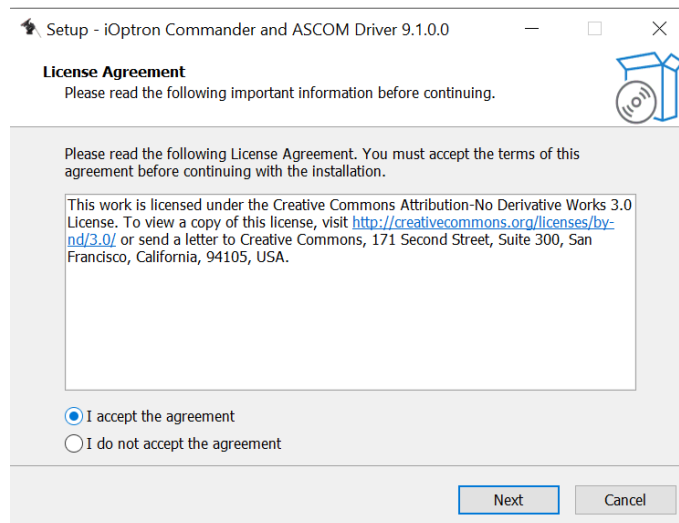 Setup - iOptron Commander and ASCOM Driver 9.1.0.0
License Agreement
Please read the following important information before continuing.
Please read the following License Agreement. You must accept the terms of this
agreement before continuing with the installation.
This work is licensed under the Creative Commons Attribution-No Derivative Works 3.0
License. To view a copy of this license, visit http://creativecommons.org/licenses/by-
nd/3.0/ or send a letter to Creative Commons, 171 Second Street, Suite 300, San
Francisco, California, 94105, USA.
I accept the agreement
I do not accept the agreement
Next Cancel